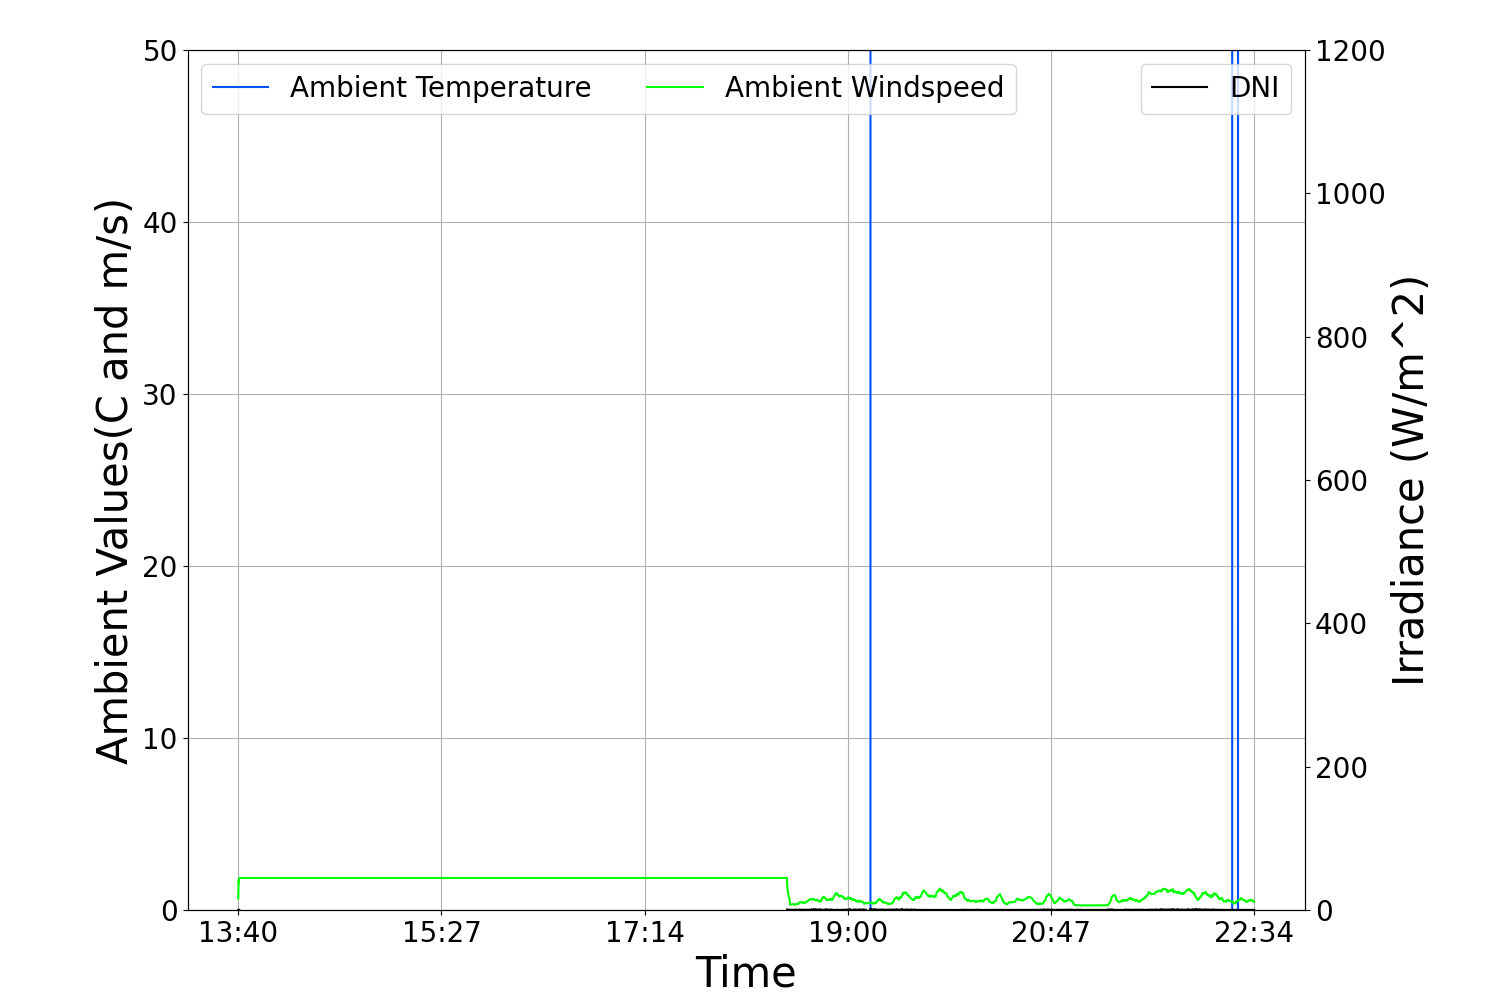 Ambient Temperature
Ambient Windspeed
DNI
Ambient Values(C and m/s)
50
40
30
20
10
0
1200
1000
800
600
400
200
0
Irradiance (W/m^2)
13:40 15:27 17:14 19:00 20:47 22:34
Time